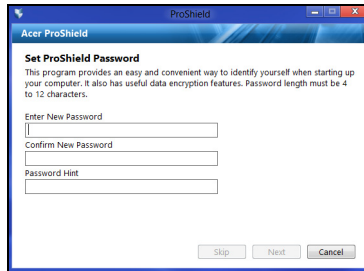 ProShield
Acer ProShield
Set ProShield Password
This program provides an easy and convenient way to identify yourself when starting up
your computer. It also has useful data encryption features. Password length must be 4
to 12 characters.
Enter New Password
Confirm New Password
Password Hint
Skip
Next
Cancel